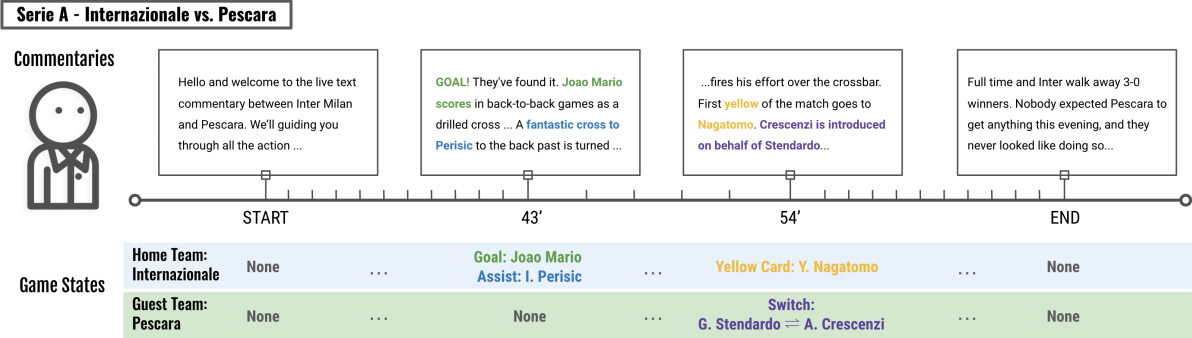 Serie A - Internazionale vs. Pescara
Commentaries
Hello and welcome to the live text
commentary between Inter Milan
and Pescara. We'll guiding you
through all the action ...
GOAL! They've found it. Joao Mario
scores in back-to-back games as a
drilled cross ... A fantastic cross to
Perisic to the back past is turned ...
...fires his effort over the crossbar.
First yellow of the match goes to
Nagatomo. Crescenzi is introduced
on behalf of Stendardo...
Full time and Inter walk away 3-0
winners. Nobody expected Pescara to
get anything this evening, and they
never looked like doing so...
START
43’
54’
END
Game States
Home Team:
Internazionale
None
...
Goal: Joao Mario
Assist: I. Perisic
...
Yellow Card: Y. Nagatomo
...
None
Guest Team:
Pescara
None
...
None
...
Switch:
G. Stendardo ⇌ A. Crescenzi
...
None